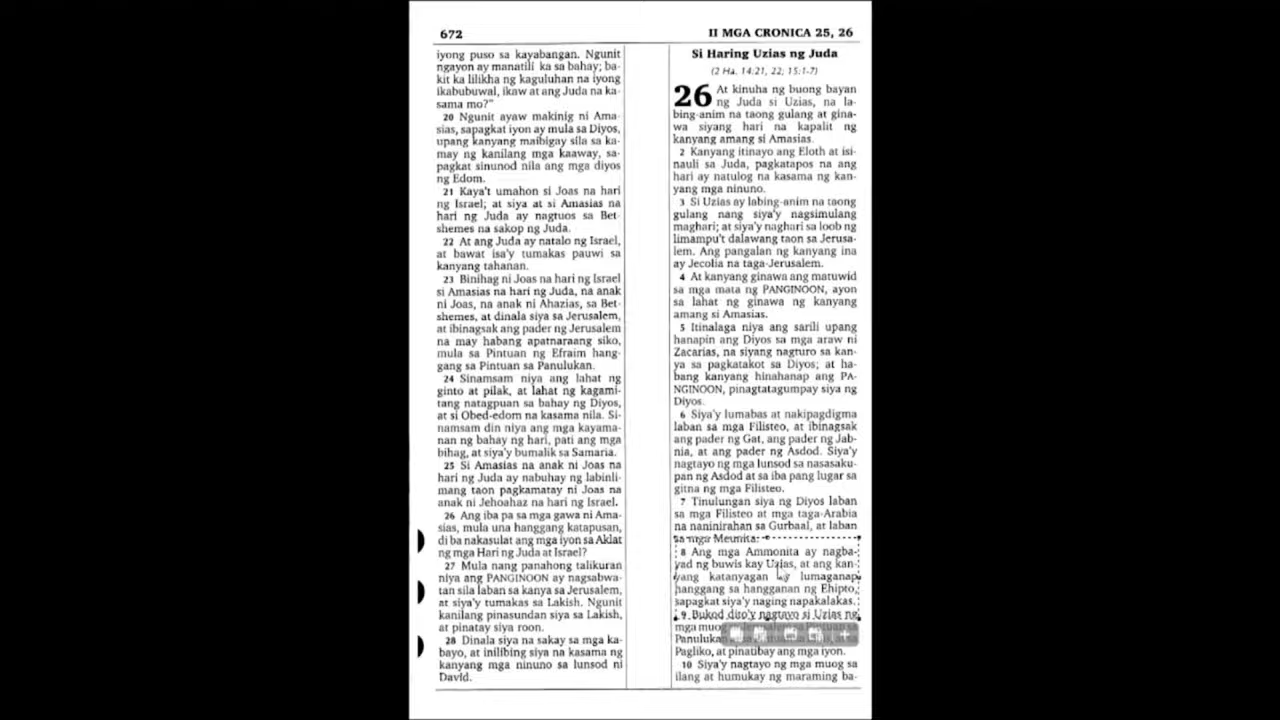 672
II MGA CRONICA 25, 26
iyong puso sa kayabangan. Ngunit
ngayon ay manatili ka sa bahay; ba-
kit ka lilikha ng kaguluhan na iyong
ikabubuwal, ikaw at ang Juda na ka-
sama mo?"
20 Ngunit ayaw makinig ni Ama-
sias, sapagkat iyon ay mula sa Diyos,
upang kanyang maibigay sila sa ka-
may ng kanilang mga kaaway, sa-
pagkat sinunod nila ang mga diyos
ng Edom.
21 Kaya't umahon si Joas na hari
ng Israel; at siya at si Amasias na
hari ng Juda ay nagtuos sa Bet-
shemes na sakop ng Juda.
22 At ang Juda ay natalo ng Israel,
at bawat isa'y tumakas pauwi sa
kanyang tahanan.
23 Binihag ni Joas na hari ng Israel
si Amasias na hari ng Juda, na anak
ni Joas, na anak ni Ahazias, sa Bet-
shemes, at dinala siya sa Jerusalem,
at ibinagsak ang pader ng Jerusalem
na may habang apatnaraang siko,
mula sa Pintuan ng Efraim hang-
gang sa Pintuan sa Panulukan.
24 Sinamsam niya ang lahat ng
ginto at pilak, at lahat ng kagami-
tang natagpuan sa bahay ng Diyos,
at si Obed-edom na kasama nila. Si-
namsam din niya ang mga kayama-
nan ng bahay ng hari, pati ang mga
bihag, at siya'y bumalik sa Samaria.
25 Si Amasias na anak ni Joas na
hari ng Juda ay nabuhay ng labinli-
mang taon pagkamatay ni Joas na
anak ni Jehoahaz na hari ng Israel.
26 Ang iba pa sa mga gawa ni Ama-
sias, mula una hanggang katapusan,
di ba nakasulat ang mga iyon sa Aklat
ng mga Hari ng Juda at Israel?
27 Mula nang panahong talikuran
niya ang PANGINOON ay nagsabwa-
tan sila laban sa kanya sa Jerusalem,
at siya'y tumakas sa Lakish. Ngunit
kanilang pinasundan siya sa Lakish,
at pinatay siya roon.
28 Dinala siya na sakay sa mga ka-
bayo, at inilibing siya na kasama ng
kanyang mga ninuno sa lunsod ni
David.
Si Haring Uzias ng Juda
(2 Ha. 14:21, 22; 15:1-7)
26 At kinuha ng buong bayan
ng Juda si Uzias, na la-
bing-anim na taong gulang at gina-
wa siyang hari na kapalit ng
kanyang amang si Amasias.
2 Kanyang itinayo ang Eloth at isi-
nauli sa Juda, pagkatapos na ang
hari ay natulog na kasama ng kan-
yang mga ninuno.
3 Si Uzias ay labing-anim na taong
gulang nang siya'y nagsimulang
maghari; at siya'y naghari sa loob ng
limampu't dalawang taon sa Jerusa-
lem. Ang pangalan ng kanyang ina
ay Jecolia na taga-Jerusalem.
4 At kanyang ginawa ang matuwid
sa mga mata ng PANGINOON, ayon
sa lahat ng ginawa ng kanyang
amang si Amasias.
5 Itinalaga niya ang sarili upang
hanapin ang Diyos sa mga araw ni
Zacarias, na siyang nagturo sa kan-
ya sa pagkatakot sa Diyos; at ha-
bang kanyang hinahanap ang PA-
NGINOON, pinagtatagumpay siya ng
Diyos.
6 Siya'y lumabas at nakipagdigma
laban sa mga Filisteo, at ibinagsak
ang pader ng Gat, ang pader ng Jab-
nia, at ang pader ng Asdod. Siya'y
nagtayo ng mga lunsod sa nasasaku-
pan ng Asdod at sa iba pang lugar sa
gitna ng mga Filisteo.
7 Tinulungan siya ng Diyos laban
sa mga Filisteo at mga taga-Arabia
na naninirahan sa Gurbaal, at laban
sa mga Meunita.
8 Ang mga Ammonita ay nagba-
yad ng buwis kay Uzias, at ang kan-
yang katanyagan ay lumaganap
hanggang sa hangganan ng Ehipto,
sapagkat siya'y naging napakalakas.
9 Bukod dito'y nagtayo si Uzias ng
mga muog
Panulukan
Pagliko, at pinatibay ang mga iyon.
10 Siya'y nagtayo ng mga muog sa
ilang at humukay ng maraming ba-